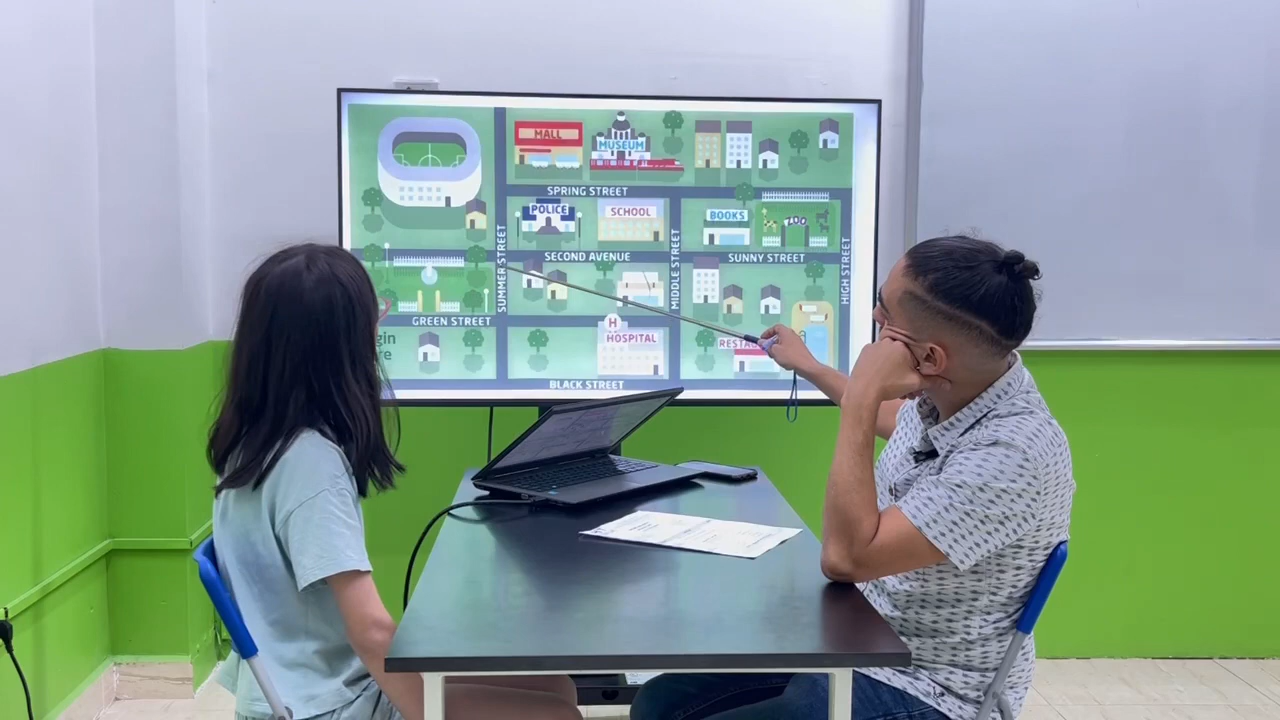 MALL
MUSEUM
SPRING STREET
POLICE
SCHOOL
BOOKS
ZOO
SUMMER STREET
SECOND AVENUE
MIDDLE STREET
SUNNY STREET
HIGH STREET
GREEN STREET
H
HOSPITAL
BLACK STREET